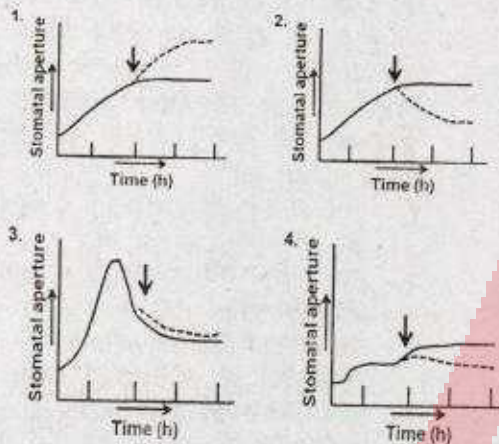 1.
Stomatal aperture
Time (h)
2.
Stomatal aperture
Time (h)
3.
Stomatal aperture
Time (h)
4.
Stomatal aperture
Time (h)